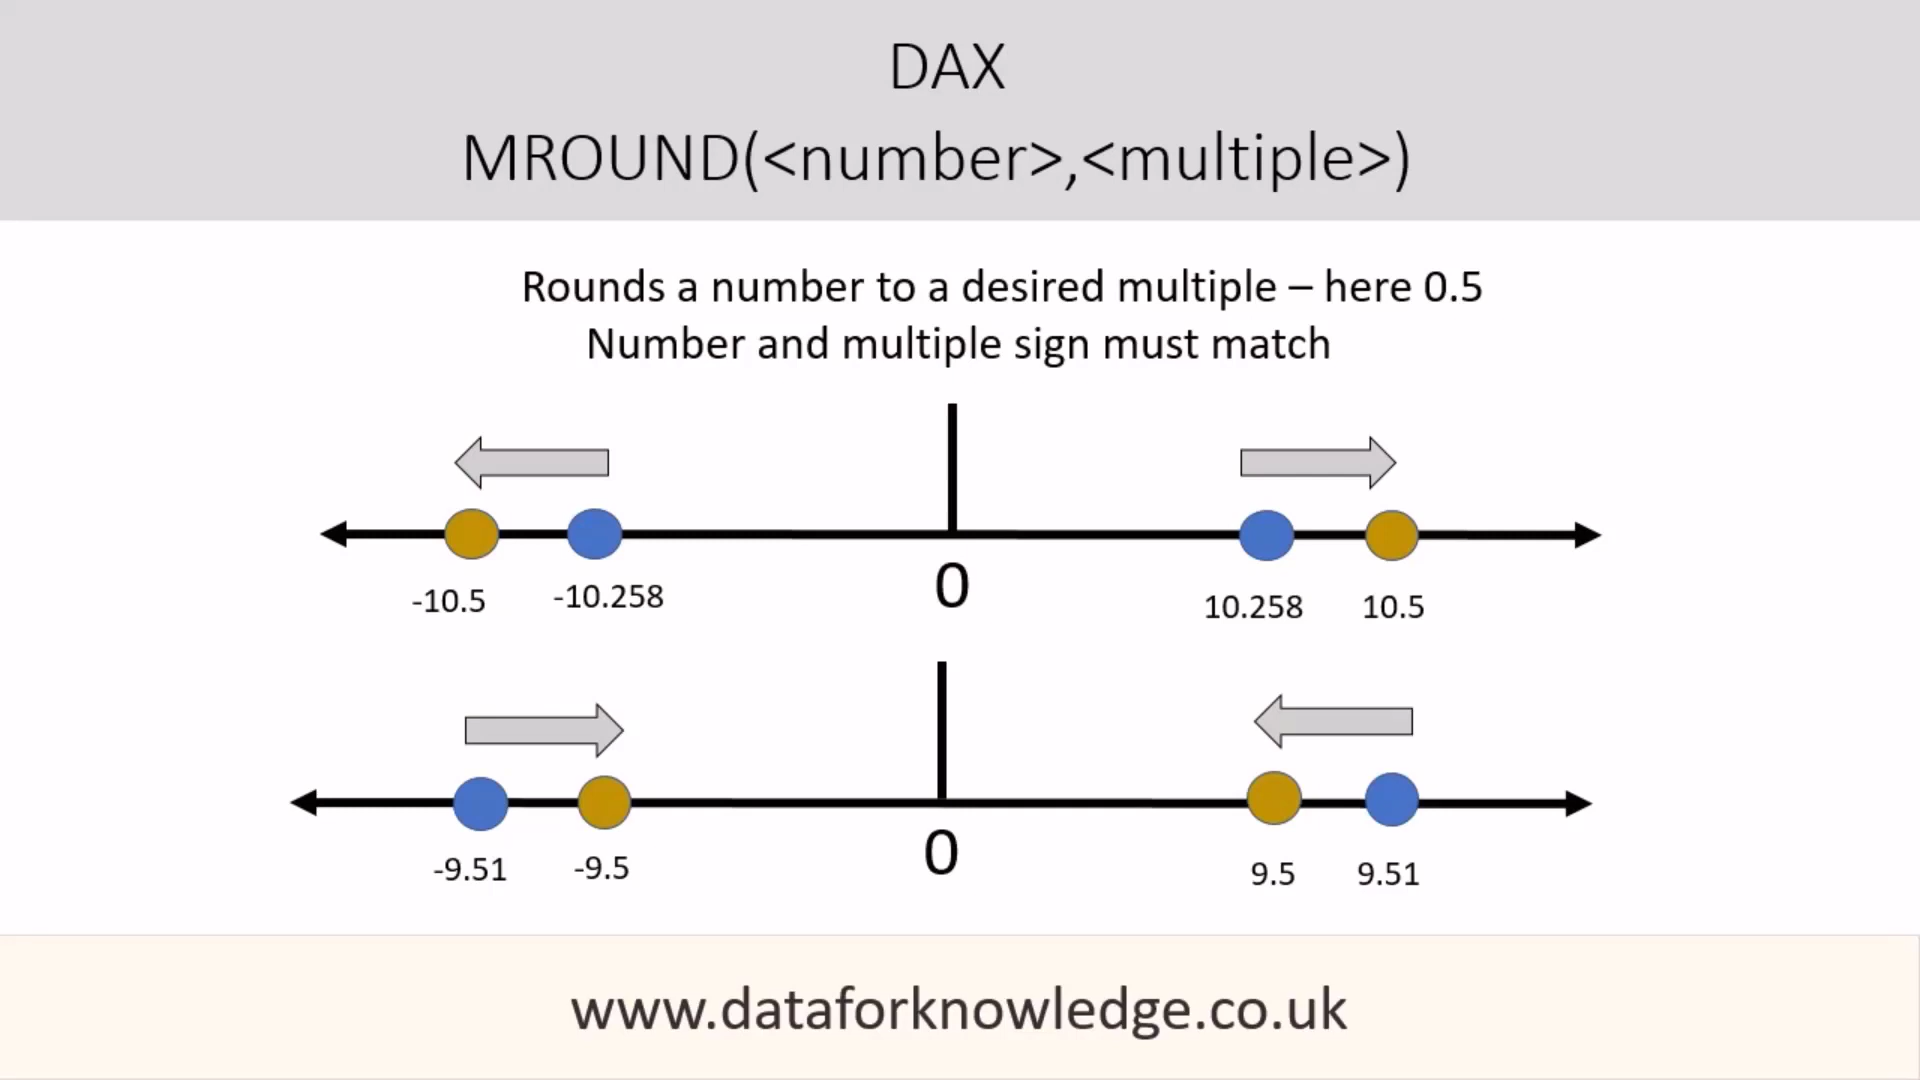 DAX
MROUND(<number>,<multiple>)
Rounds a number to a desired multiple – here 0.5
Number and multiple sign must match
-10.5 -10.258 0 10.258 10.5
-9.51 -9.5 0 9.5 9.51
www.dataforknowledge.co.uk